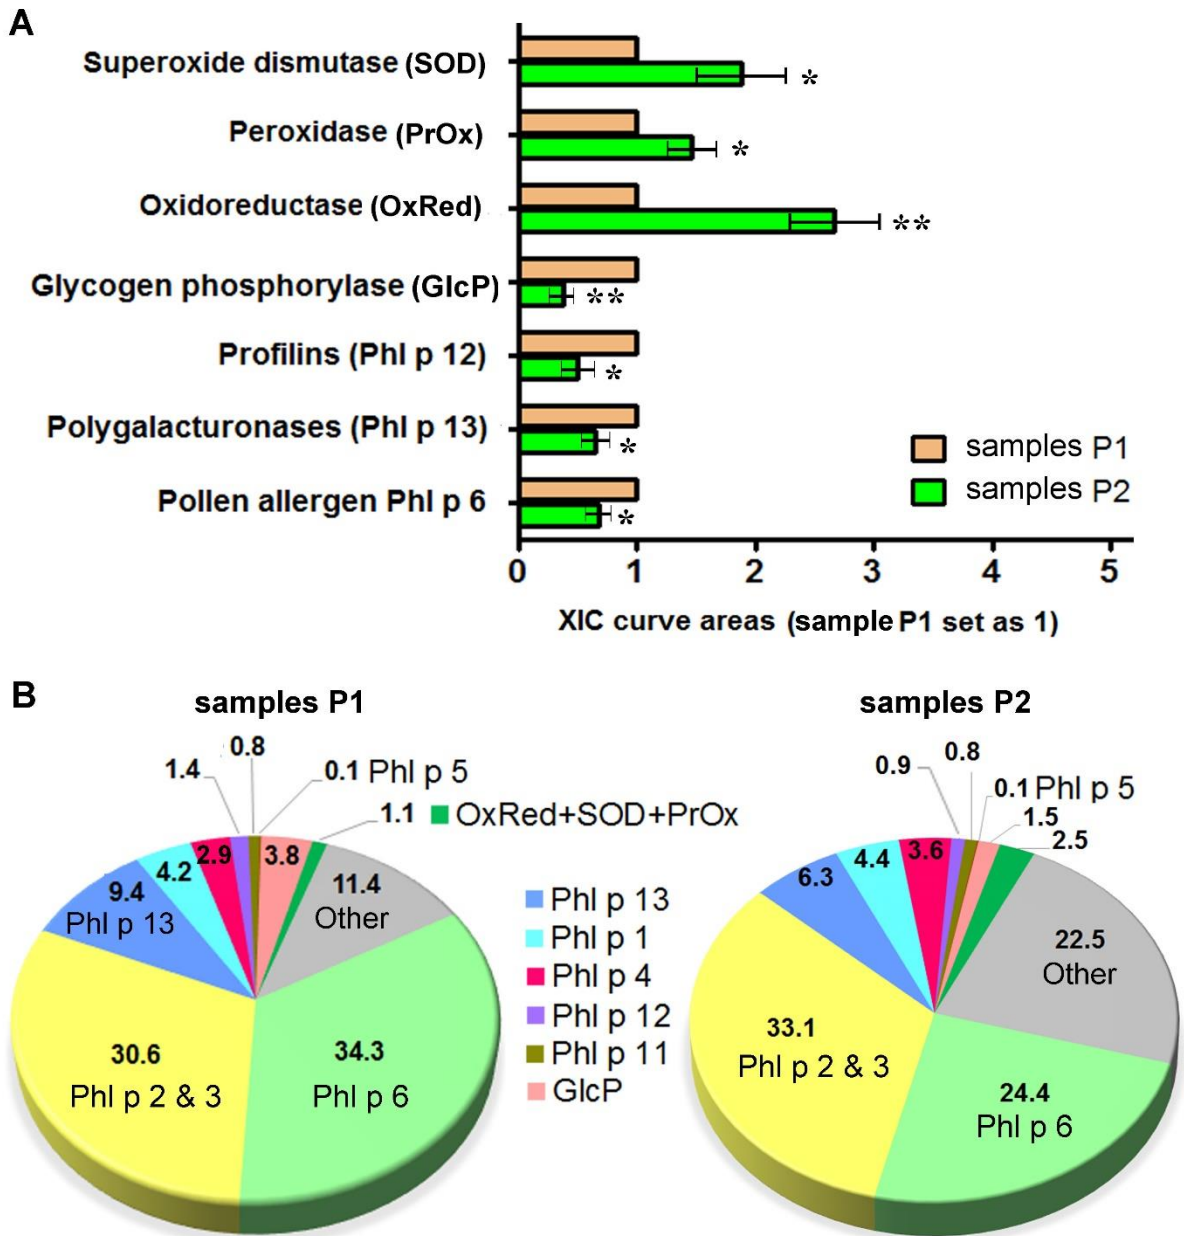 A
Superoxide dismutase (SOD)
*
Peroxidase (PrOx)
*
Oxidoreductase (OxRed)
**
Glycogen phosphorylase (GlcP)
**
Profilins (Phl p 12)
*
Polygalacturonases (Phl p 13)
*
Pollen allergen Phl p 6
*
samples P1
samples P2
0 1 2 3 4 5
XIC curve areas (sample P1 set as 1)
B
samples P1
0.8
1.4
0.1 Phl p 5
1.1 OxRed+SOD+PrOx
2.9
3.8
4.2
9.4
Phl p 13
11.4
Other
30.6
Phl p 2 & 3
34.3
Phl p 6
Phl p 13
Phl p 1
Phl p 4
Phl p 12
Phl p 11
GlcP
samples P2
0.8
0.9
0.1 Phl p 5
1.5
2.5
3.6
4.4
6.3
22.5
Other
33.1
Phl p 2 & 3
24.4
Phl p 6